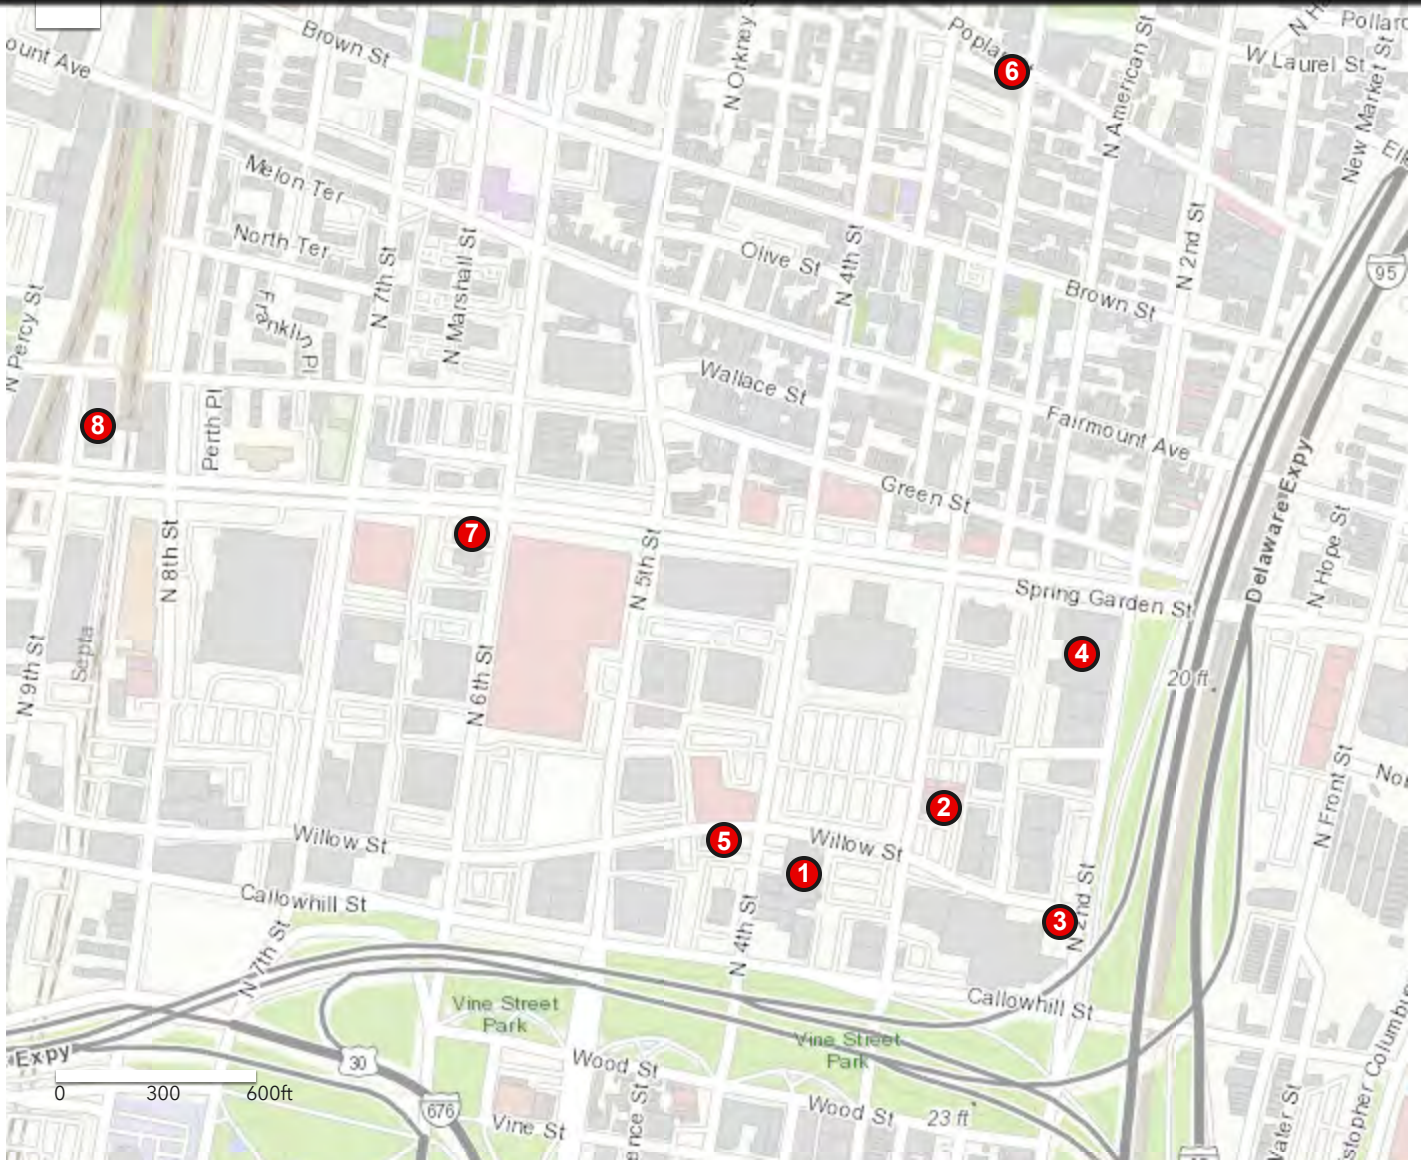 Brown St
Poplar
N Orkney
N American St
Pollard
W Laurel St
New Market St
ount Ave
Melon Ter
North Ter
N 7th St
N Marshall St
Franklin Pl
N Percy St
Perth Pl
Olive St
N 4th St
N 2nd St
Brown St
95
Wallace St
Fairmount Ave
Green St
Delaware Expy
N Hope St
6
8
7
N 8th St
N 5th St
Spring Garden St
4
20 ft
Septa
N 9th St
N 6th St
N Front St
2
Willow St
5
Willow St
1
Callowhill St
3
N 2nd St
N 4th St
N 7th St
Callowhill St
Vine Street
Park
Vine Street
Park
Expy
30
Wood St
0 300 600ft
676
Vine St
ence St
Wood St
23 ft
Water St
stopher Columbu